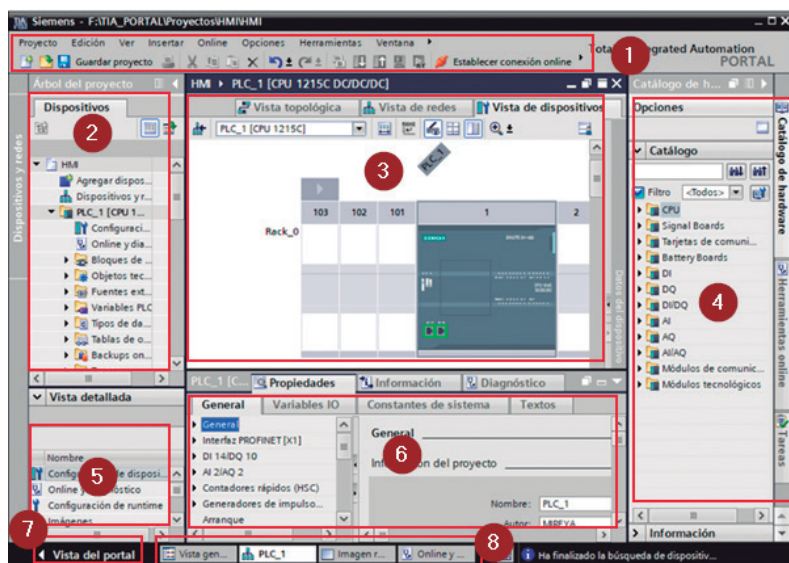 Siemens - F:\TIA_PORTAL\Proyectos\HMI\HMI
Proyecto Edición Ver Insertar Online Opciones Herramientas Ventana
Guardar proyecto
Establecer conexión online
Integrated Automation
PORTAL
1
Árbol del proyecto
HMI PLC_1 [CPU 1215C DC/DC/DC]
Catálogo de h...
Dispositivos
Vista topológica
Vista de redes
Vista de dispositivos
Opciones
2
PLC_1 [CPU 1215C]
Dispositivos y redes
3
PLC_1
Catálogo
Catálogo de hardware
HMI
Agregar dispos...
Dispositivos y r...
PLC_1 [CPU 1...
Configuraci...
Online y dia...
Bloques de ...
Objetos tec...
Fuentes ext...
Variables PLC
Tipos de da...
Tablas de o...
Backups on...
103 102 101 1 2
Rack_0
SIEMENS
Datos del dispositivo
Filtro <Todos>
CPU
Signal Boards
Tarjetas de comuni...
Battery Boards
DI
DQ
DI/DQ
AI
AQ
AI/AQ
Módulos de comunic...
Módulos tecnológicos
4
Herramientas online
Tareas
Información
Vista detallada
Nombre
Online y
Configuración de runtime
Imágenes
5
PLC_1 [C...
Propiedades
Información
Diagnóstico
General
Variables IO
Constantes de sistema
Textos
General
Interfaz PROFINET [X1]
DI 14/DQ 10
AI 2/AQ 2
Contadores rápidos (HSC)
Generadores de impulso...
Arranque
General
6
del proyecto
Nombre: PLC_1
Autor: MIREYA
7
8
Vista del portal
Vista gen...
PLC_1
Imagen r...
Online y ...
Ha finalizado la búsqueda de dispositiv...